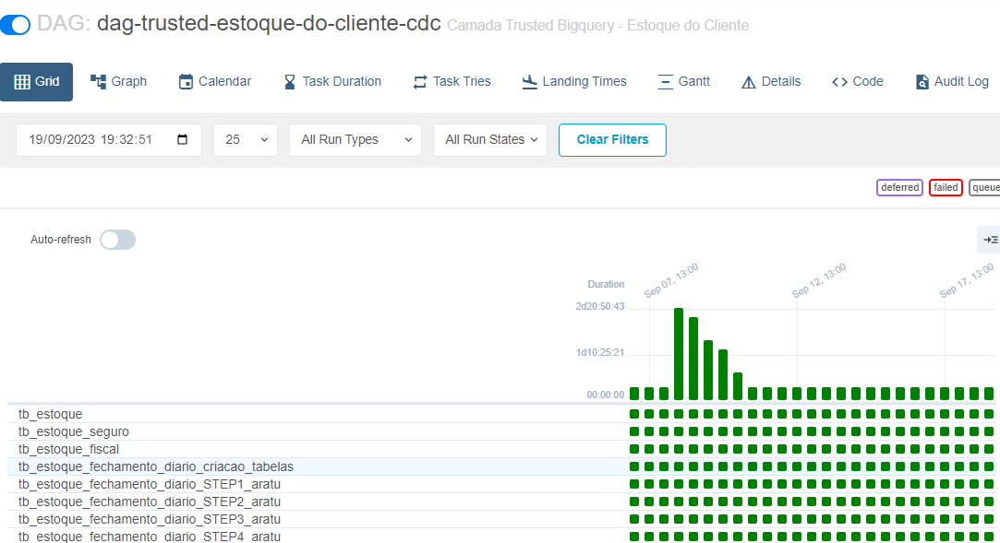 DAG: dag-trusted-estoque-do-cliente-cdc Camada Trusted Bigquery - Estoque do Cliente
Grid Graph Calendar Task Duration Task Tries Landing Times Gantt Details Code Audit Log
19/09/2023 19:32:51 25 All Run Types All Run States Clear Filters
deferred failed queue
Auto-refresh
Sep 07, 13:00 Sep 12, 13:00 Sep 17, 13:00
Duration
2d20:50:43
1d10:25:21
00:00:00
tb_estoque
tb_estoque_seguro
tb_estoque_fiscal
tb_estoque_fechamento_diario_criacao_tabelas
tb_estoque_fechamento_diario_STEP1_aratu
tb_estoque_fechamento_diario_STEP2_aratu
tb_estoque_fechamento_diario_STEP3_aratu
tb_estoque_fechamento_diario_STEP4_aratu